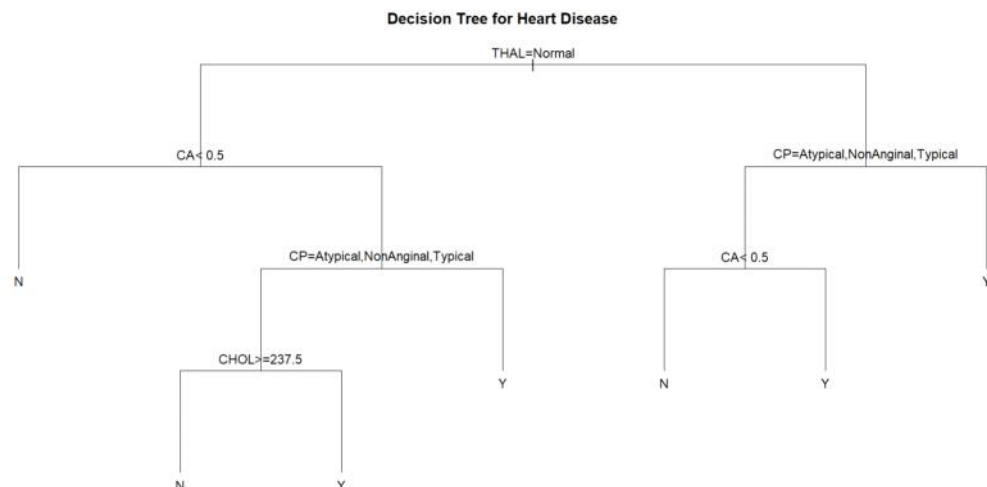 Decision Tree for Heart Disease
THAL=Normal
CA< 0.5
CP=Atypical,NonAnginal,Typical
N
CP=Atypical,NonAnginal,Typical
CA< 0.5
Y
CHOL>=237.5
Y
N
Y
N
Y